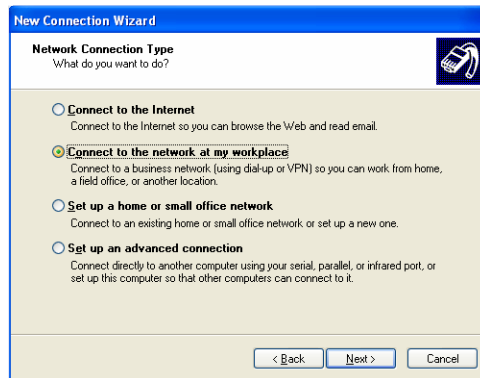 New Connection Wizard
Network Connection Type
What do you want to do?
Connect to the Internet
Connect to the Internet so you can browse the Web and read email.
Connect to the network at my workplace
Connect to a business network (using dial-up or VPN) so you can work from home,
a field office, or another location.
Set up a home or small office network
Connect to an existing home or small office network or set up a new one.
Set up an advanced connection
Connect directly to another computer using your serial, parallel, or infrared port, or
set up this computer so that other computers can connect to it.
< Back Next > Cancel